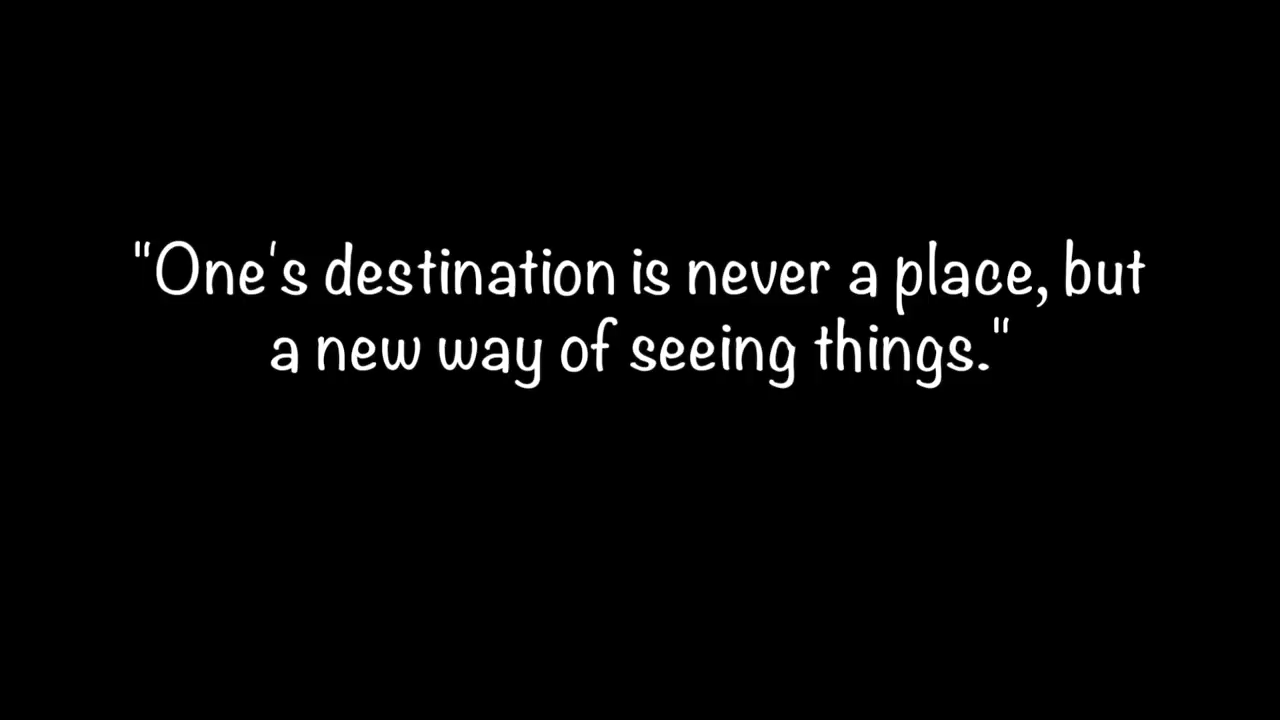 "One's destination is never a place, but
a new way of seeing things."